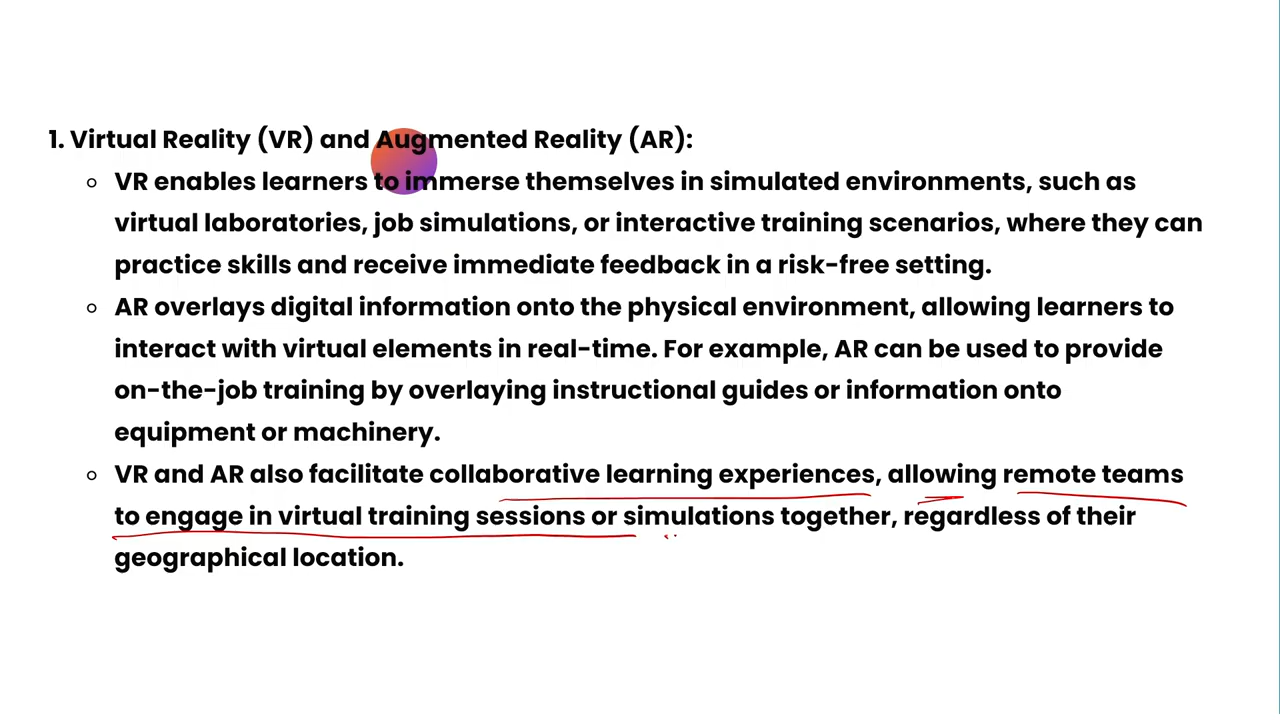 1. Virtual Reality (VR) and Augmented Reality (AR):
VR enables learners to immerse themselves in simulated environments, such as
virtual laboratories, job simulations, or interactive training scenarios, where they can
practice skills and receive immediate feedback in a risk-free setting.
AR overlays digital information onto the physical environment, allowing learners to
interact with virtual elements in real-time. For example, AR can be used to provide
on-the-job training by overlaying instructional guides or information onto
equipment or machinery.
VR and AR also facilitate collaborative learning experiences, allowing remote teams
to engage in virtual training sessions or simulations together, regardless of their
geographical location.